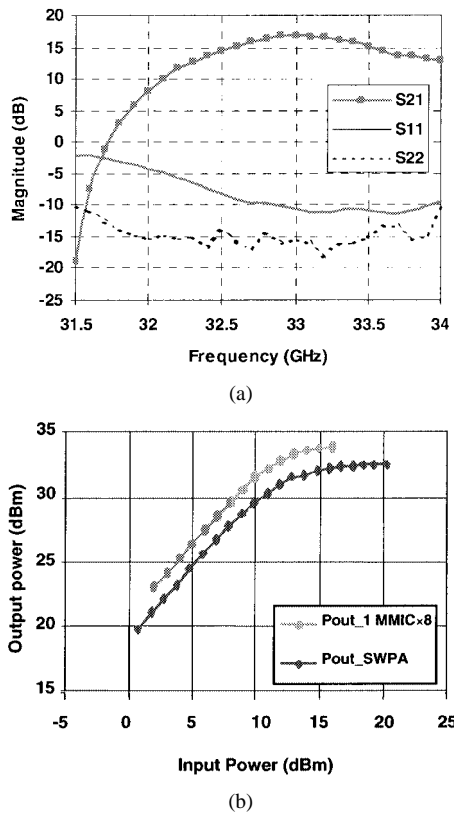 20
15
10
5
0
-5
-10
-15
-20
-25
Magnitude (dB)
S21
S11
S22
31.5 32 32.5 33 33.5 34
Frequency (GHz)
(a)
35
30
25
20
15
Output power (dBm)
Pout_1 MMIC×8
Pout_SWPA
-5 0 5 10 15 20 25
Input Power (dBm)
(b)